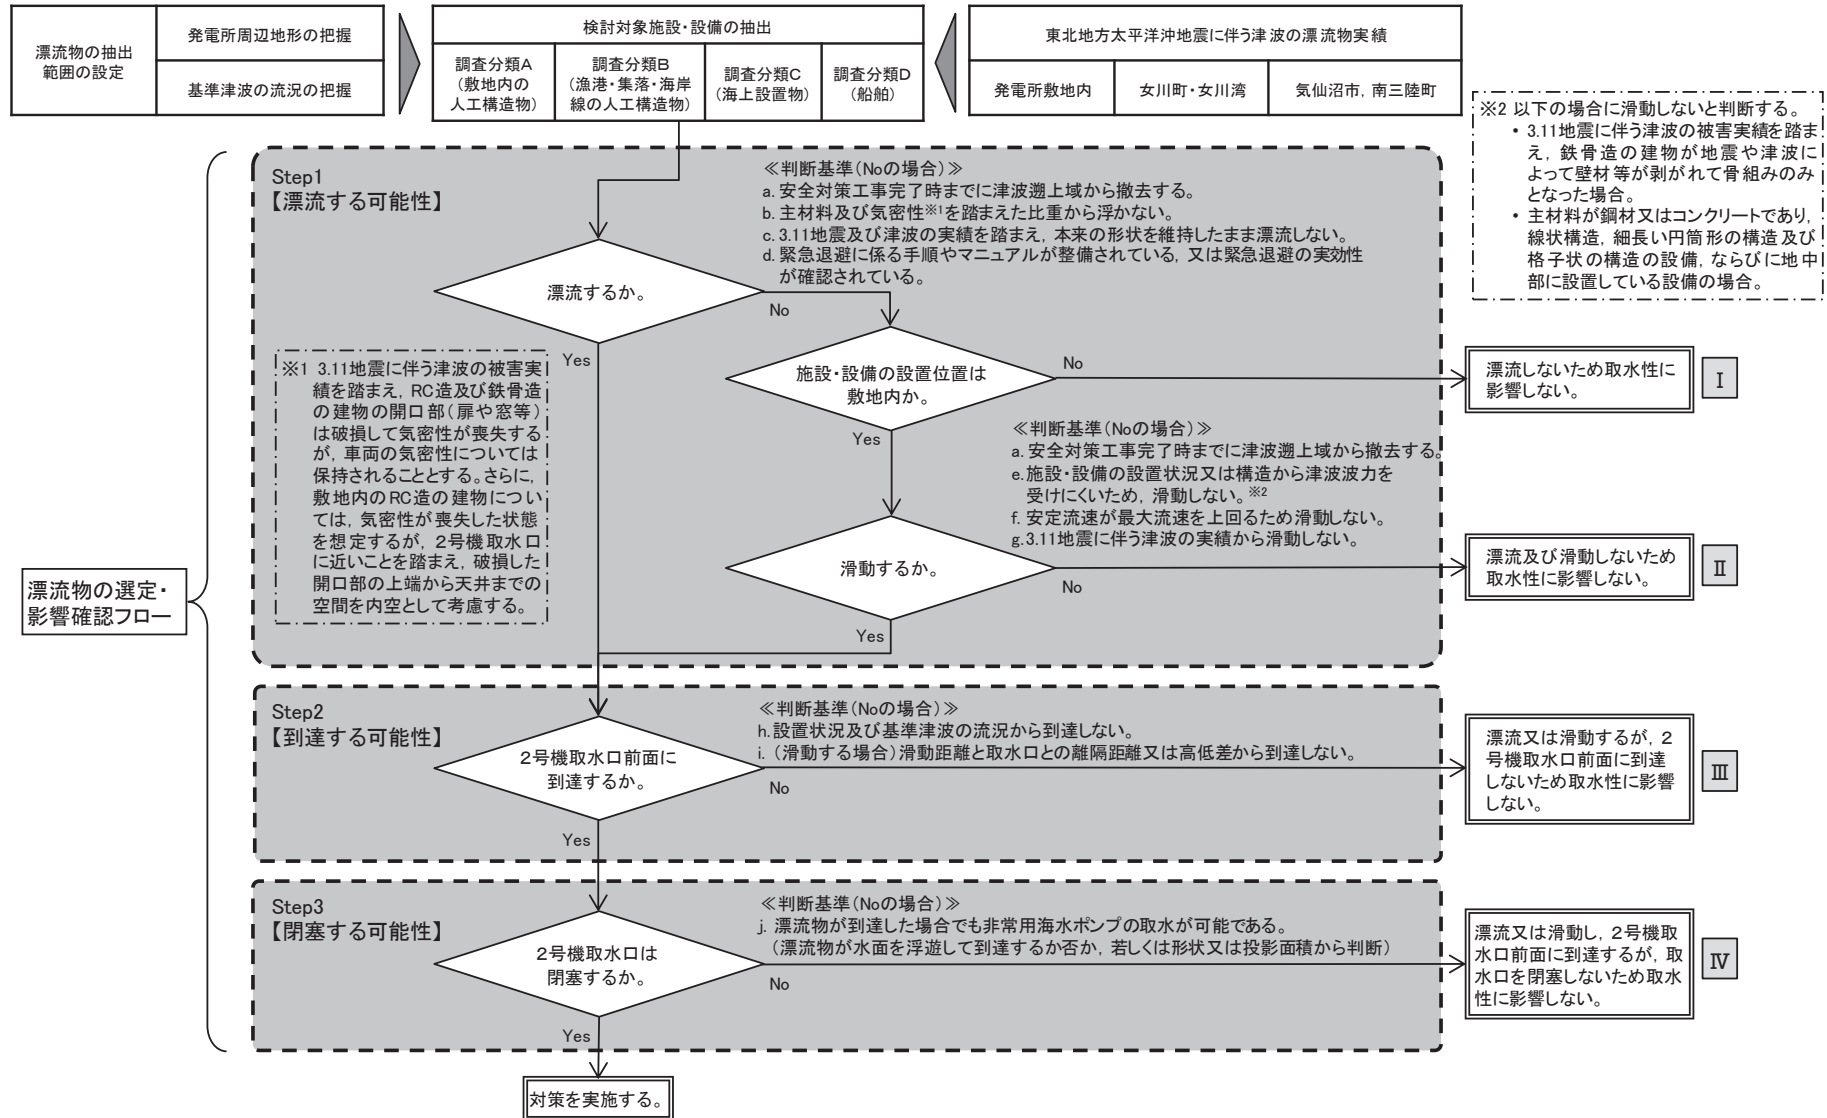 漂流物の抽出
範囲の設定
発電所周辺地形の把握
基準津波の流況の把握
検討対象施設・設備の抽出
調査分類A
(敷地内の
人工構造物)
調査分類B
(漁港・集落・海岸
線の人工構造物)
調査分類C
(海上設置物)
調査分類D
(船舶)
東北地方太平洋沖地震に伴う津波の漂流物実績
発電所敷地内
女川町・女川湾
気仙沼市，南三陸町
※2 以下の場合に滑動しないと判断する。
• 3.11地震に伴う津波の被害実績を踏ま
え，鉄骨造の建物が地震や津波に
よって壁材等が剥がれて骨組みのみ
となった場合。
• 主材料が鋼材又はコンクリートであり，
線状構造，細長い円筒形の構造及び
格子状の構造の設備，ならびに地中
部に設置している設備の場合。
漂流物の選定・
影響確認フロー
Step1
【漂流する可能性】
≪判断基準(Noの場合)≫
a. 安全対策工事完了時までに津波遡上域から撤去する。
b. 主材料及び気密性※1を踏まえた比重から浮かない。
c. 3.11地震及び津波の実績を踏まえ，本来の形状を維持したまま漂流しない。
d. 緊急退避に係る手順やマニュアルが整備されている，又は緊急退避の実効性
が確認されている。
漂流するか。
No
Yes
※1 3.11地震に伴う津波の被害実
績を踏まえ，RC造及び鉄骨造
の建物の開口部(扉や窓等)
は破損して気密性が喪失する
が，車両の気密性については
保持されることとする。さらに，
敷地内のRC造の建物につい
ては，気密性が喪失した状態
を想定するが，2号機取水口
に近いことを踏まえ，破損した
開口部の上端から天井までの
空間を内空として考慮する。
施設・設備の設置位置は
敷地内か。
No
Yes
漂流しないため取水性に
影響しない。
Ⅰ
≪判断基準(Noの場合)≫
a. 安全対策工事完了時までに津波遡上域から撤去する。
e. 施設・設備の設置状況又は構造から津波波力を
受けにくいため，滑動しない。※2
f. 安定流速が最大流速を上回るため滑動しない。
g. 3.11地震に伴う津波の実績から滑動しない。
滑動するか。
No
Yes
漂流及び滑動しないため
取水性に影響しない。
Ⅱ
Step2
【到達する可能性】
≪判断基準(Noの場合)≫
h. 設置状況及び基準津波の流況から到達しない。
i. (滑動する場合)滑動距離と取水口との離隔距離又は高低差から到達しない。
2号機取水口前面に
到達するか。
No
Yes
漂流又は滑動するが，2
号機取水口前面に到達
しないため取水性に影響
しない。
Ⅲ
Step3
【閉塞する可能性】
≪判断基準(Noの場合)≫
j. 漂流物が到達した場合でも非常用海水ポンプの取水が可能である。
(漂流物が水面を浮遊して到達するか否か，若しくは形状又は投影面積から判断)
2号機取水口は
閉塞するか。
No
Yes
漂流又は滑動し，2号機取
水口前面に到達するが，取
水口を閉塞しないため取水
性に影響しない。
Ⅳ
対策を実施する。